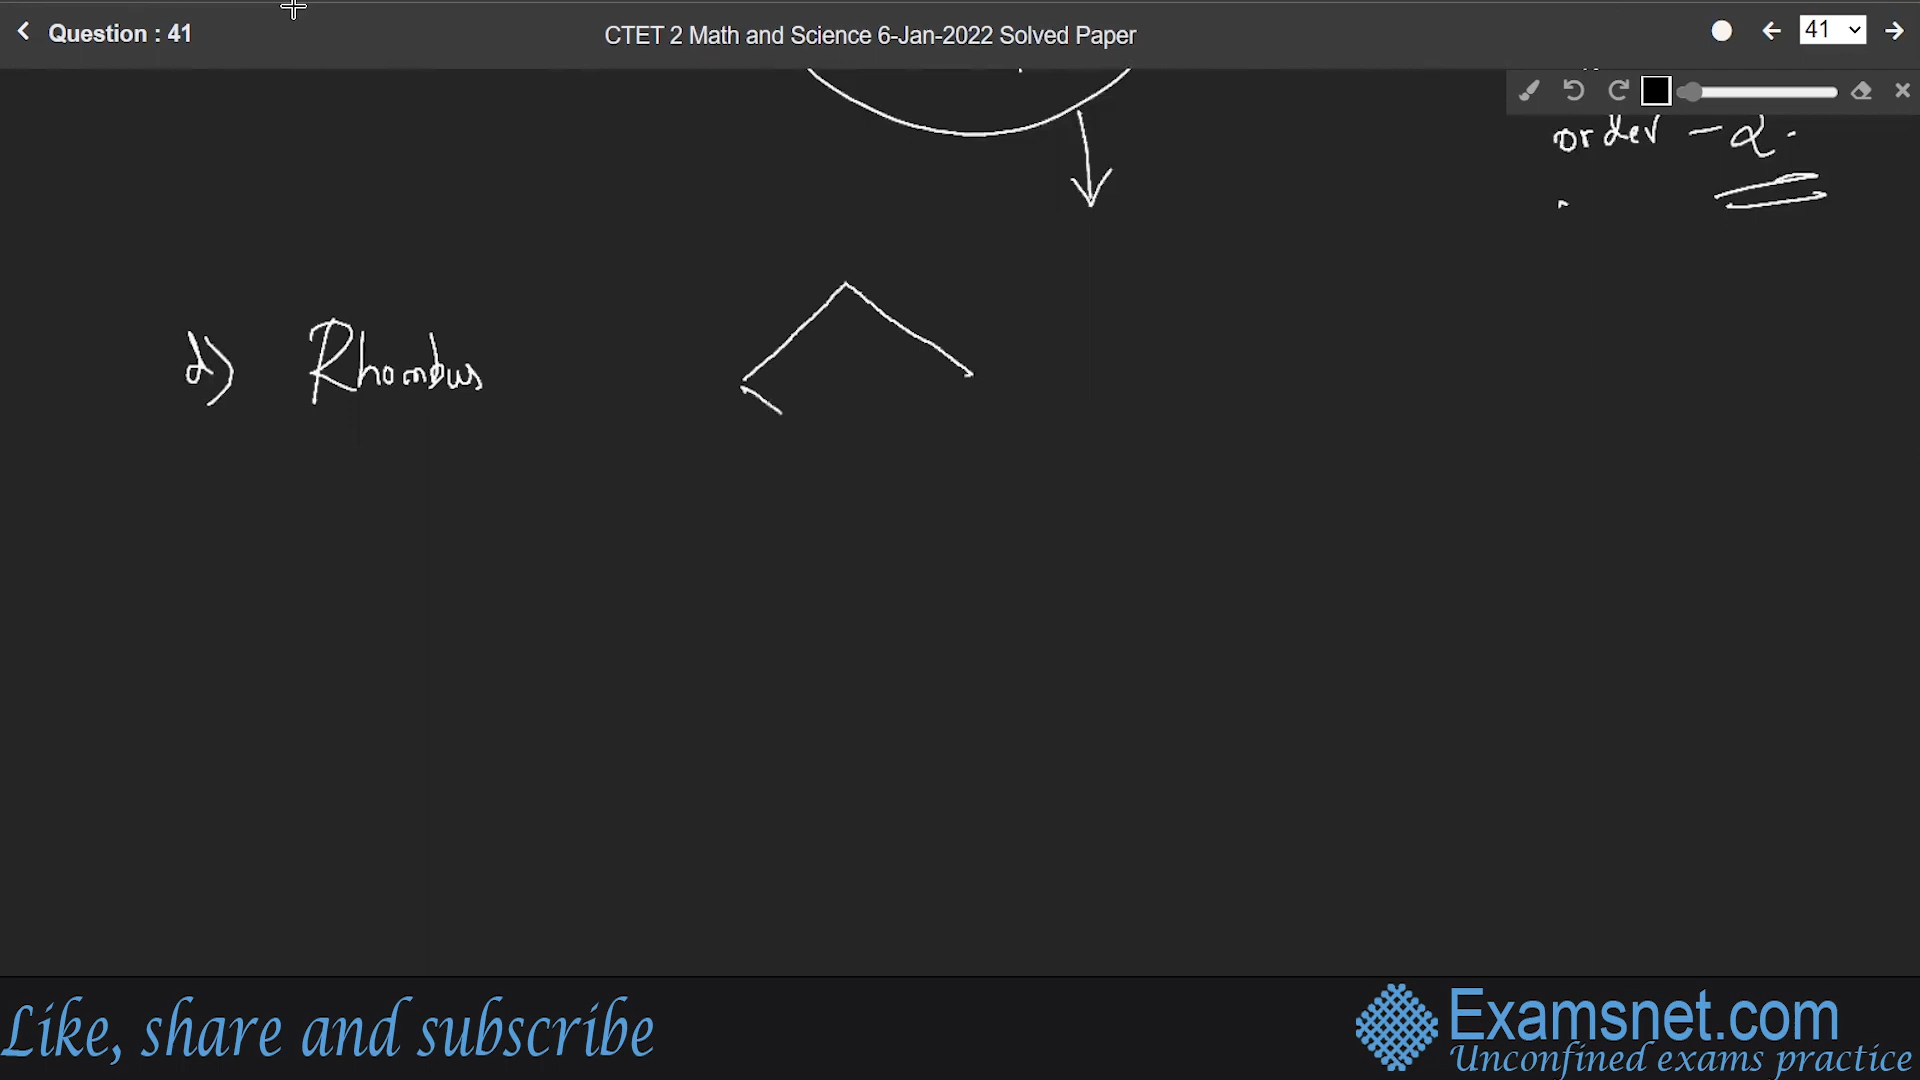 Question : 41
CTET 2 Math and Science 6-Jan-2022 Solved Paper
41
order - α.
d) Rhombus
Like, share and subscribe
Examsnet.com
Unconfined exams practice